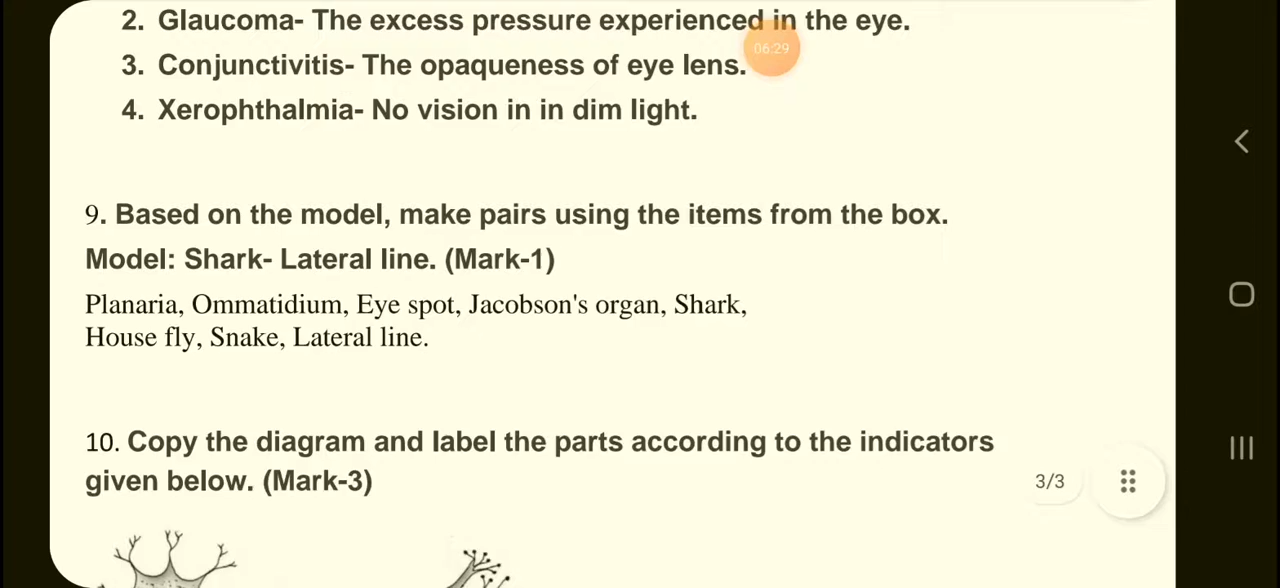 2. Glaucoma- The excess pressure experienced in the eye.
06:29
3. Conjunctivitis- The opaqueness of eye lens.
4. Xerophthalmia- No vision in in dim light.
9. Based on the model, make pairs using the items from the box.
Model: Shark- Lateral line. (Mark-1)
Planaria, Ommatidium, Eye spot, Jacobson's organ, Shark,
House fly, Snake, Lateral line.
10. Copy the diagram and label the parts according to the indicators
given below. (Mark-3)
3/3